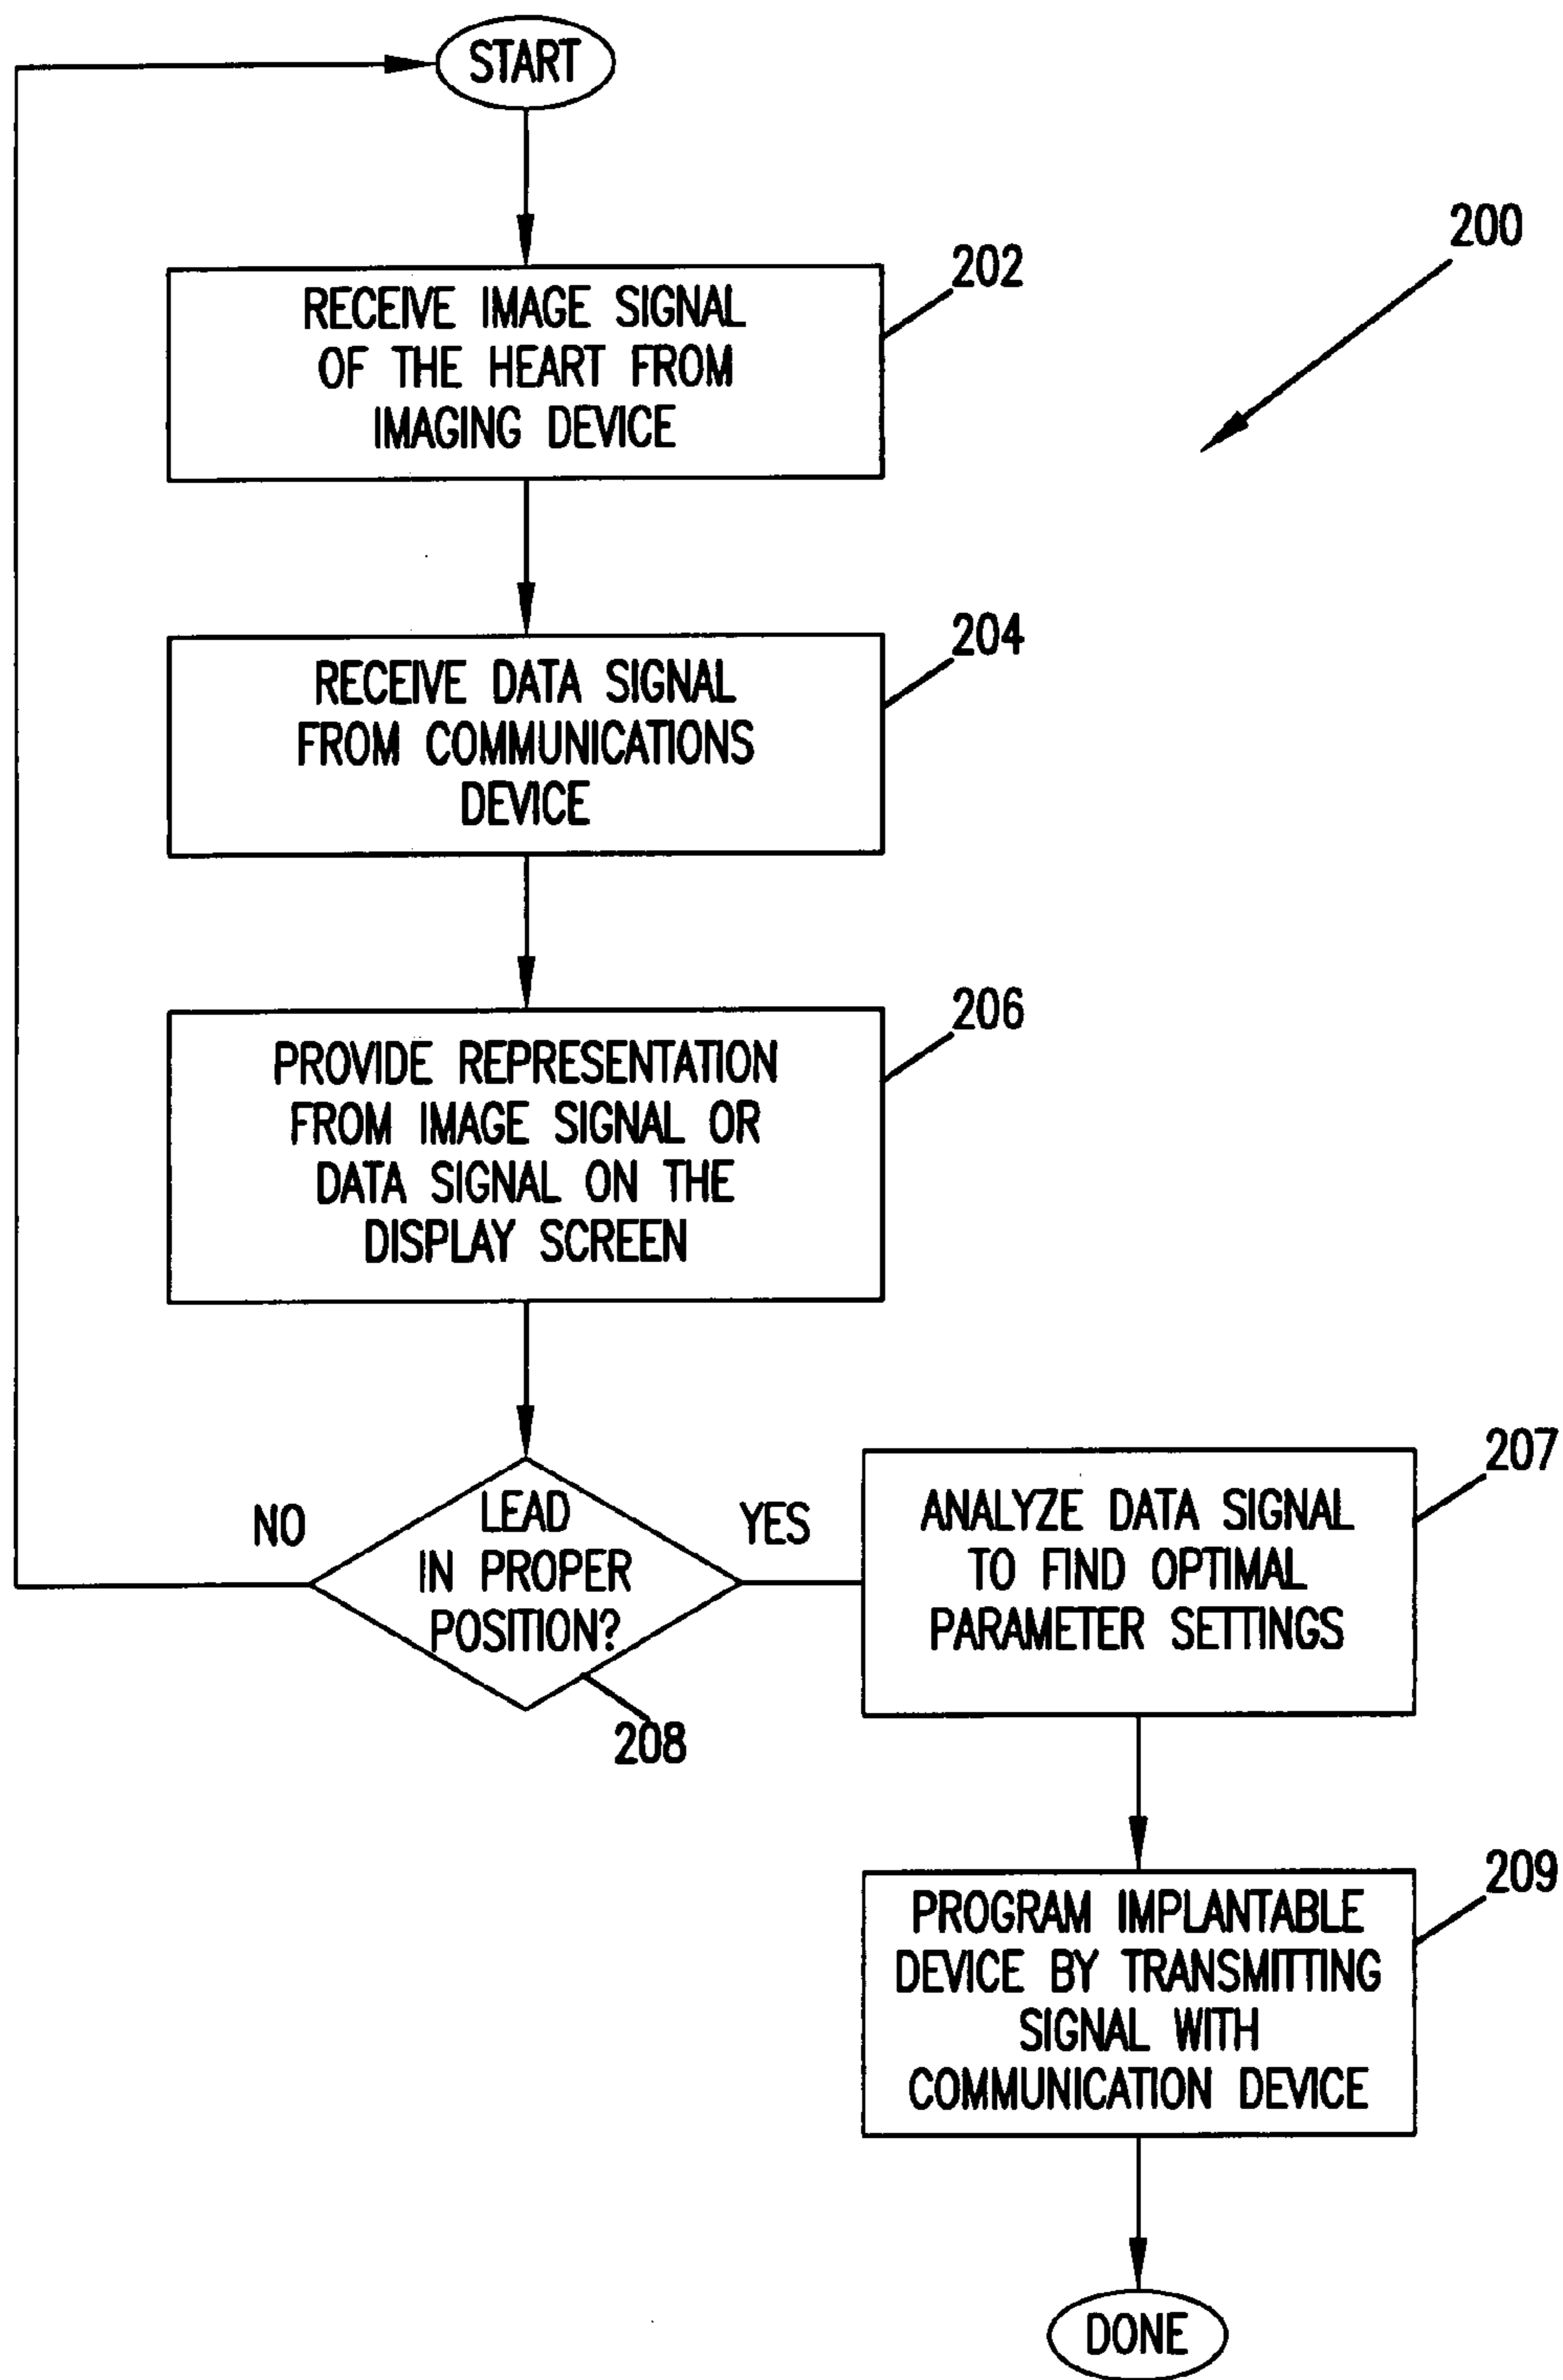 START
200
202
RECEIVE IMAGE SIGNAL
OF THE HEART FROM
IMAGING DEVICE
204
RECEIVE DATA SIGNAL
FROM COMMUNICATIONS
DEVICE
206
PROVIDE REPRESENTATION
FROM IMAGE SIGNAL OR
DATA SIGNAL ON THE
DISPLAY SCREEN
NO
LEAD
IN PROPER
POSITION?
YES
208
207
ANALYZE DATA SIGNAL
TO FIND OPTIMAL
PARAMETER SETTINGS
209
PROGRAM IMPLANTABLE
DEVICE BY TRANSMITTING
SIGNAL WITH
COMMUNICATION DEVICE
DONE